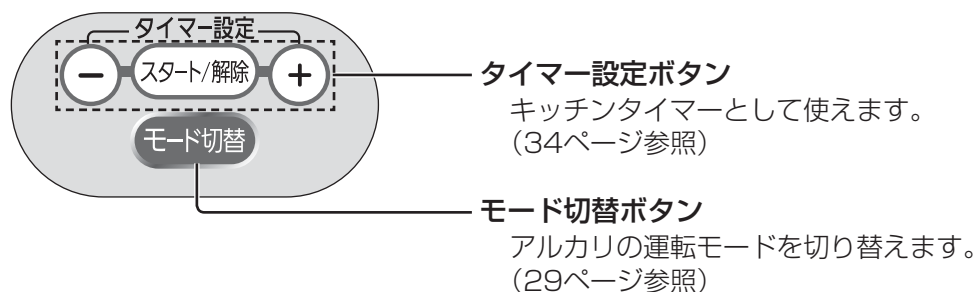 タイマー設定
− スタート/解除 +
モード切替
タイマー設定ボタン
キッチンタイマーとして使えます。
(34ページ参照)
モード切替ボタン
アルカリの運転モードを切り替えます。
(29ページ参照)